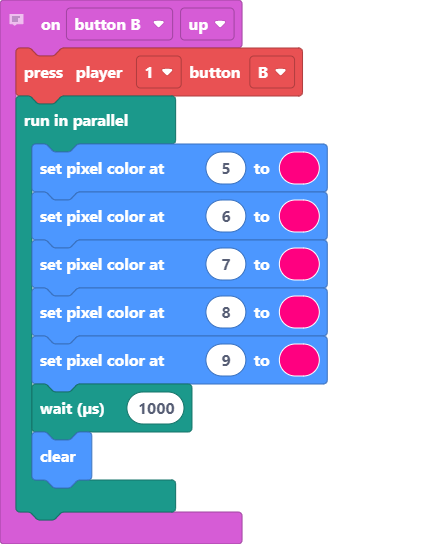 on button B up
press player 1 button B
run in parallel
set pixel color at 5 to
set pixel color at 6 to
set pixel color at 7 to
set pixel color at 8 to
set pixel color at 9 to
wait (µs) 1000
clear